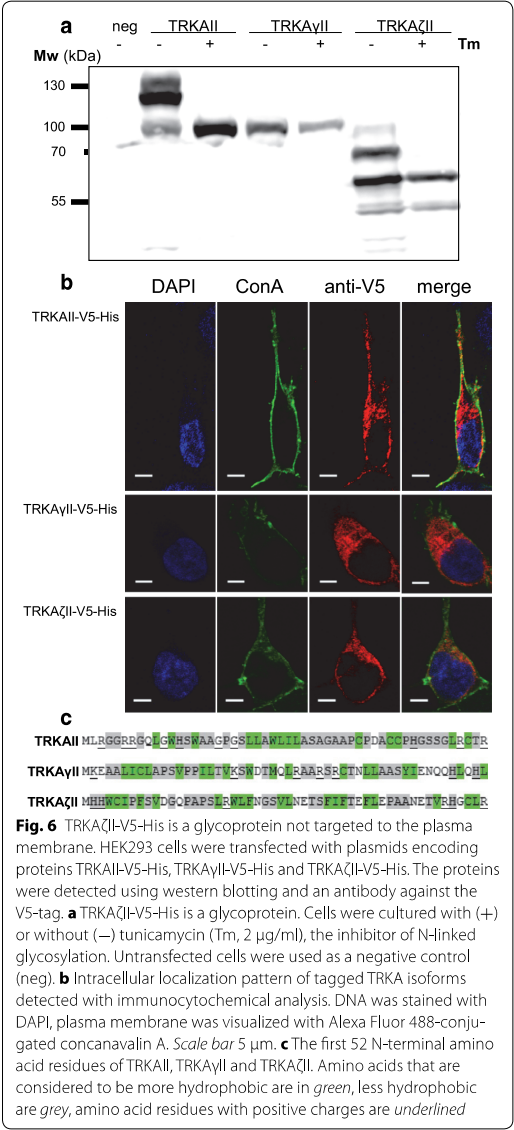 a
neg TRKAII TRKAγII TRKAζII
- - + - + - + Tm
Mw (kDa)
130
100
70
55
b
DAPI ConA anti-V5 merge
TRKAII-V5-His
TRKAγII-V5-His
TRKAζII-V5-His
c
TRKAII MLRGGRRGQLGWHSWAAGPGSLLAWLILASAGAAPCPDACCPHGSSGLRCTR
TRKAγII MKEAALICLAPSVPPILTVKSWDTMQLRAARSRCTNLLAASYIENQQHLQHL
TRKAζII MHHWCIPFSVDGQPAPSLRWLFNGSVLNETSFIFTEFLEPAANETVRHGCLR
Fig. 6 TRKAζII-V5-His is a glycoprotein not targeted to the plasma
membrane. HEK293 cells were transfected with plasmids encoding
proteins TRKAII-V5-His, TRKAγII-V5-His and TRKAζII-V5-His. The proteins
were detected using western blotting and an antibody against the
V5-tag. a TRKAζII-V5-His is a glycoprotein. Cells were cultured with (+)
or without (−) tunicamycin (Tm, 2 μg/ml), the inhibitor of N-linked
glycosylation. Untransfected cells were used as a negative control
(neg). b Intracellular localization pattern of tagged TRKA isoforms
detected with immunocytochemical analysis. DNA was stained with
DAPI, plasma membrane was visualized with Alexa Fluor 488-conju-
gated concanavalin A. Scale bar 5 μm. c The first 52 N-terminal amino
acid residues of TRKAII, TRKAγII and TRKAζII. Amino acids that are
considered to be more hydrophobic are in green, less hydrophobic
are grey, amino acid residues with positive charges are underlined